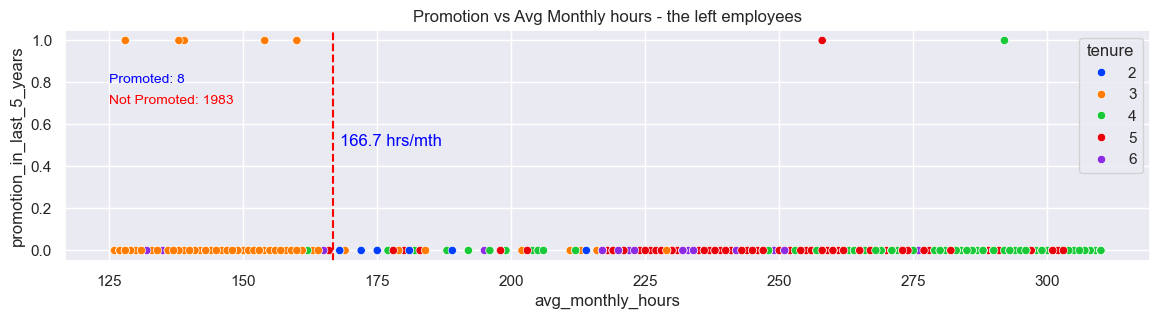 Promotion vs Avg Monthly hours - the left employees
promotion_in_last_5_years
1.0
0.8
0.6
0.4
0.2
0.0
Promoted: 8
Not Promoted: 1983
166.7 hrs/mth
tenure
2
3
4
5
6
125
150
175
200
225
250
275
300
avg_monthly_hours